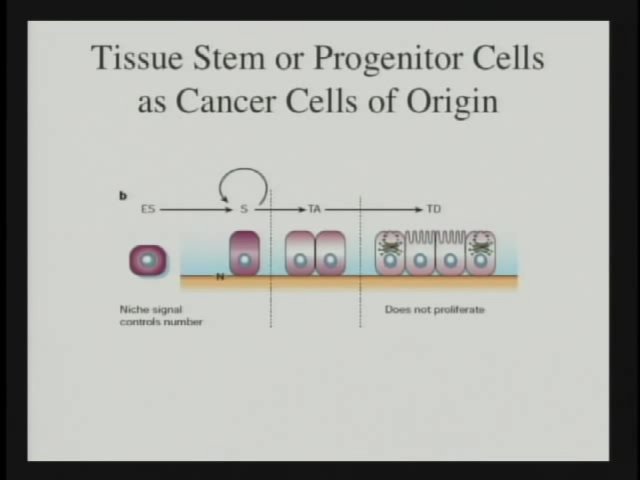 Tissue Stem or Progenitor Cells
as Cancer Cells of Origin
b
ES S TA TD
N
Niche signal
controls number
Does not proliferate